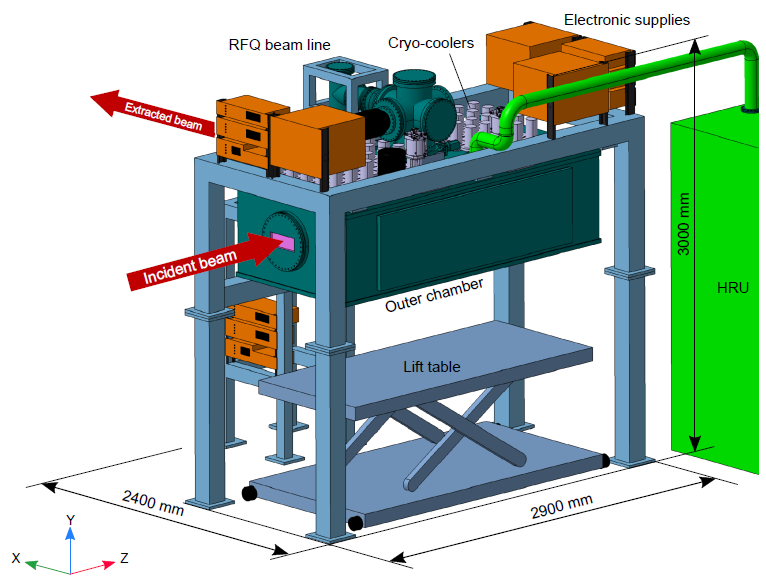 Electronic supplies
RFQ beam line
Cryo-coolers
Extracted beam
Incident beam
Outer chamber
3000 mm
HRU
Lift table
2400 mm
2900 mm
Y
X
Z